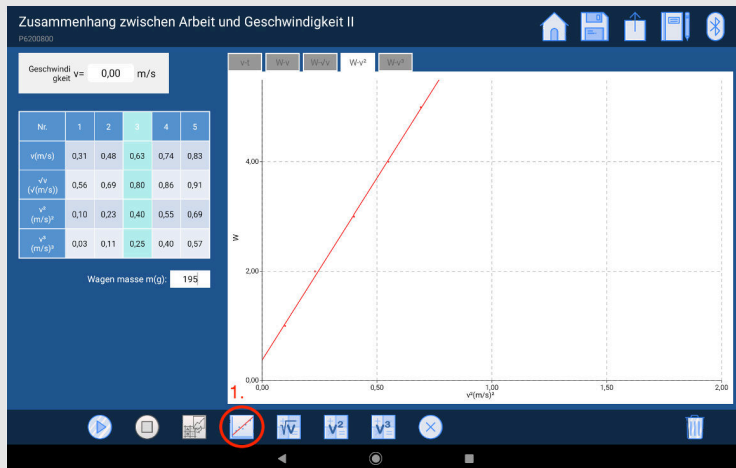 Zusammenhang zwischen Arbeit und Geschwindigkeit II
P6200800
Geschwindi
gkeit v= 0,00 m/s
v-t W-v W-√v W-v² W-v³
Nr. 1 2 3 4 5
v(m/s) 0,31 0,48 0,63 0,74 0,83
√v
(√(m/s)) 0,56 0,69 0,80 0,86 0,91
v²
(m/s)² 0,10 0,23 0,40 0,55 0,69
v³
(m/s)³ 0,03 0,11 0,25 0,40 0,57
Wagen masse m(g): 195
4,00
W
2,00
0,00
0,00 0,50 1,00 1,50 2,00
v²(m/s)²
1.
√V V² V³